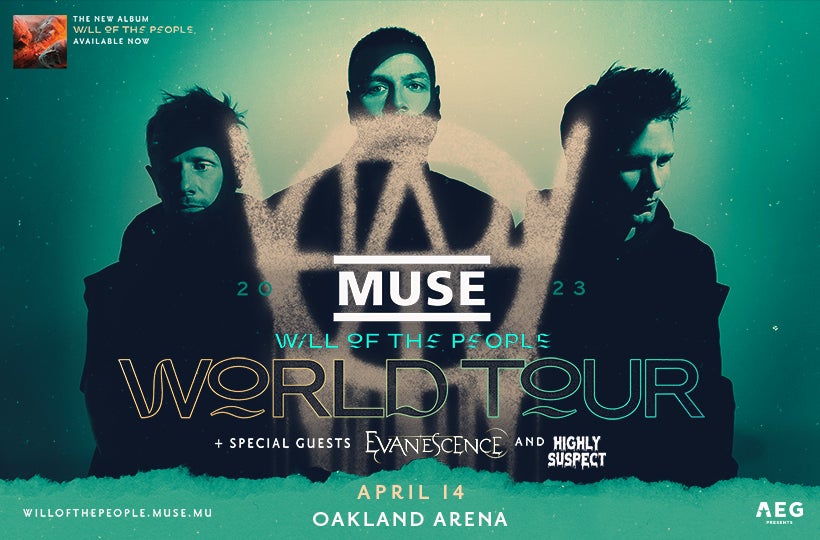 THE NEW ALBUM
WILL OF THE PEOPLE,
AVAILABLE NOW
20 23
MUSE
WILL OF THE PEOPLE
WORLD TOUR
+ SPECIAL GUESTS EVANESCENCE AND HIGHLY SUSPECT
APRIL 14
OAKLAND ARENA
WILLOFTHEPEOPLE.MUSE.MU
AEG
PRESENTS